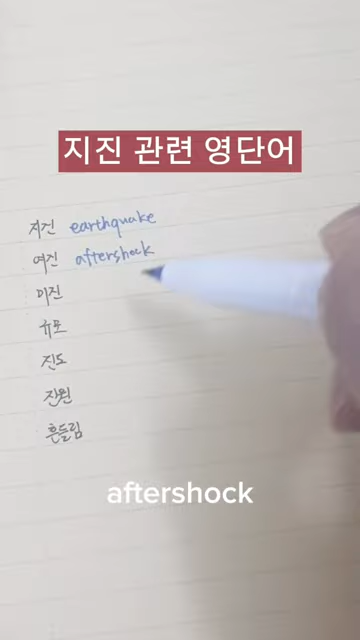 지진 관련 영단어
지진 earthquake
여진 aftershock
미진
규모
진도
진원
흔들림
aftershock